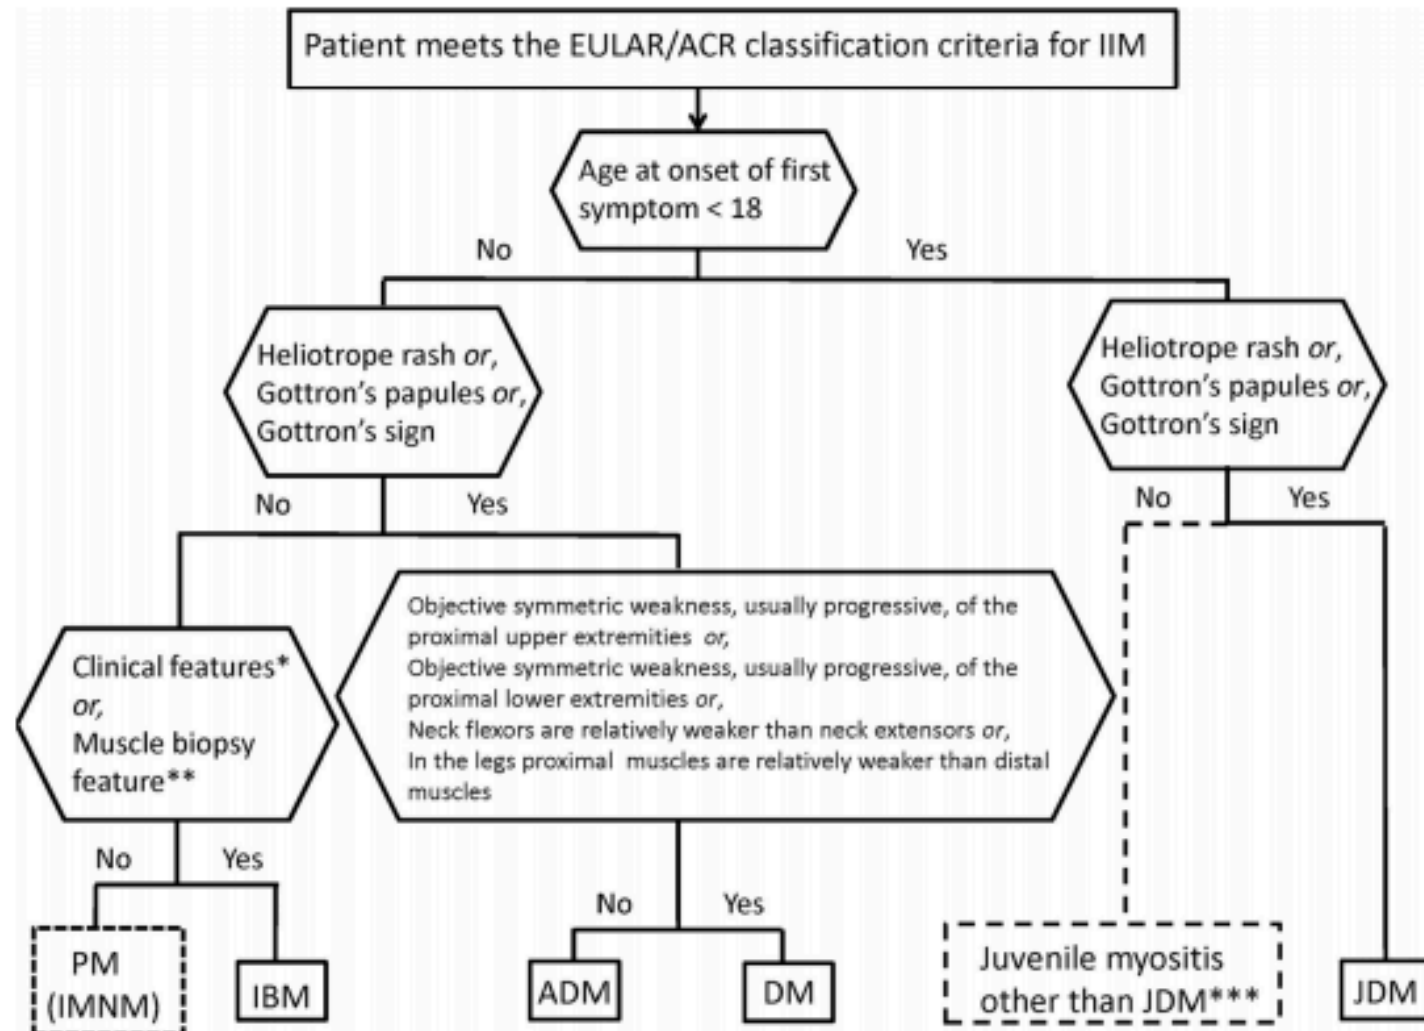 Patient meets the EULAR/ACR classification criteria for IIM
Age at onset of first
symptom < 18
No
Yes
Heliotrope rash or,
Gottron's papules or,
Gottron's sign
Heliotrope rash or,
Gottron's papules or,
Gottron's sign
No
Yes
No
Yes
Clinical features*
or,
Muscle biopsy
feature**
Objective symmetric weakness, usually progressive, of the
proximal upper extremities or,
Objective symmetric weakness, usually progressive, of the
proximal lower extremities or,
Neck flexors are relatively weaker than neck extensors or,
In the legs proximal muscles are relatively weaker than distal
muscles
No
Yes
No
Yes
PM
(IMNM)
IBM
ADM
DM
Juvenile myositis
other than JDM***
JDM